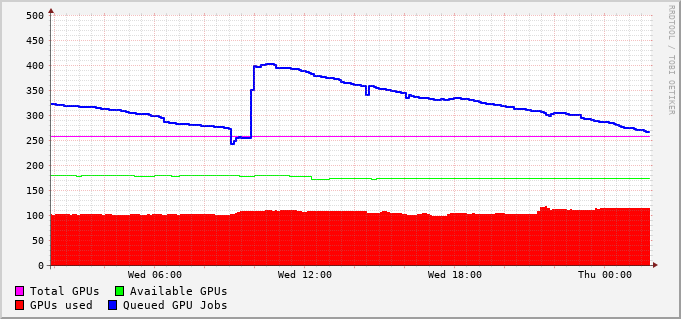 500
450
400
350
300
250
200
150
100
50
0
Wed 06:00 Wed 12:00 Wed 18:00 Thu 00:00
Total GPUs Available GPUs
GPUs used Queued GPU Jobs
RRDTOOL / TOBI OETIKER